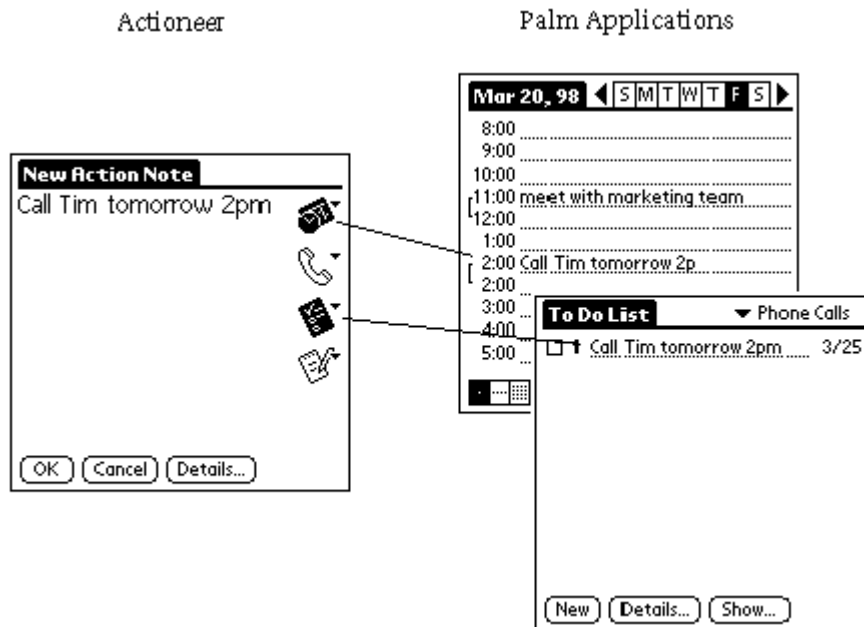 Actioneer
Palm Applications
New Action Note
Call Tim tomorrow 2pm
OK Cancel Details...
Mar 20, 98 S M T W T F S
8:00
9:00
10:00
11:00 meet with marketing team
12:00
1:00
2:00 Call Tim tomorrow 2p
2:00
3:00
4:00
5:00
To Do List Phone Calls
1 Call Tim tomorrow 2pm 3/25
New Details... Show...